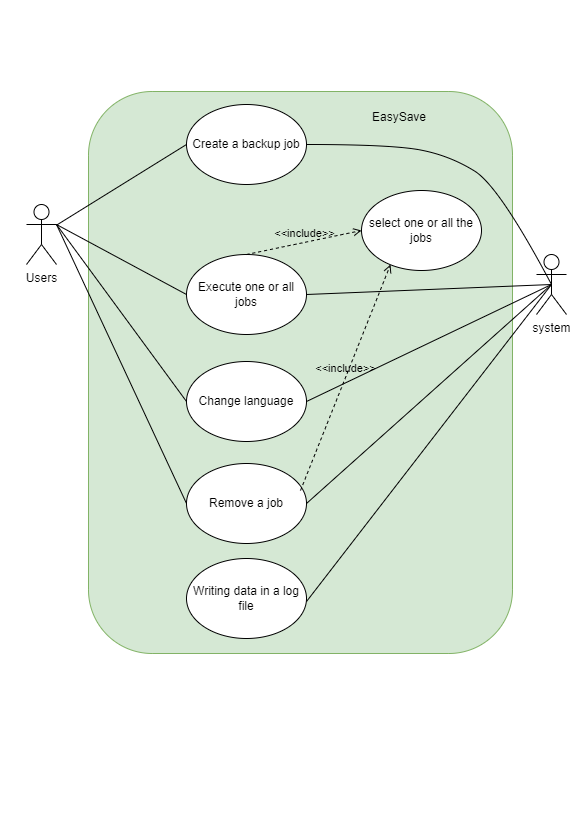 EasySave
Create a backup job
<<include>>
select one or all the
jobs
Users
Execute one or all
jobs
system
<<include>>
Change language
Remove a job
Writing data in a log
file